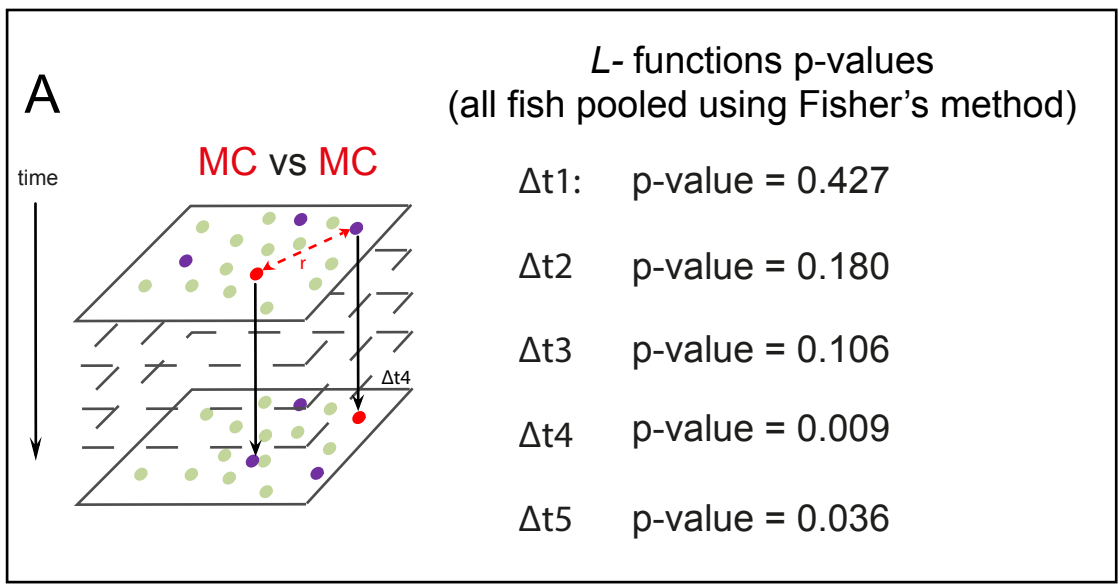 A
L- functions p-values
(all fish pooled using Fisher's method)
MC vs MC
time
r
Δt4
Δt1: p-value = 0.427
Δt2 p-value = 0.180
Δt3 p-value = 0.106
Δt4 p-value = 0.009
Δt5 p-value = 0.036